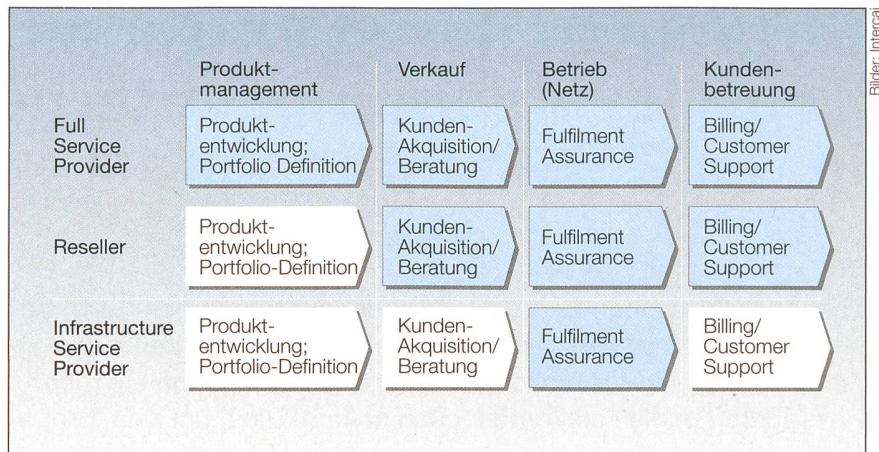 Produkt-
management
Verkauf
Betrieb
(Netz)
Kunden-
betreuung
Full
Service
Provider
Produkt-
entwicklung;
Portfolio Definition
Kunden-
Akquisition/
Beratung
Fulfilment
Assurance
Billing/
Customer
Support
Reseller
Produkt-
entwicklung;
Portfolio-Definition
Kunden-
Akquisition/
Beratung
Fulfilment
Assurance
Billing/
Customer
Support
Infrastructure
Service
Provider
Produkt-
entwicklung;
Portfolio-Definition
Kunden-
Akquisition/
Beratung
Fulfilment
Assurance
Billing/
Customer
Support
Bilder: Intercai